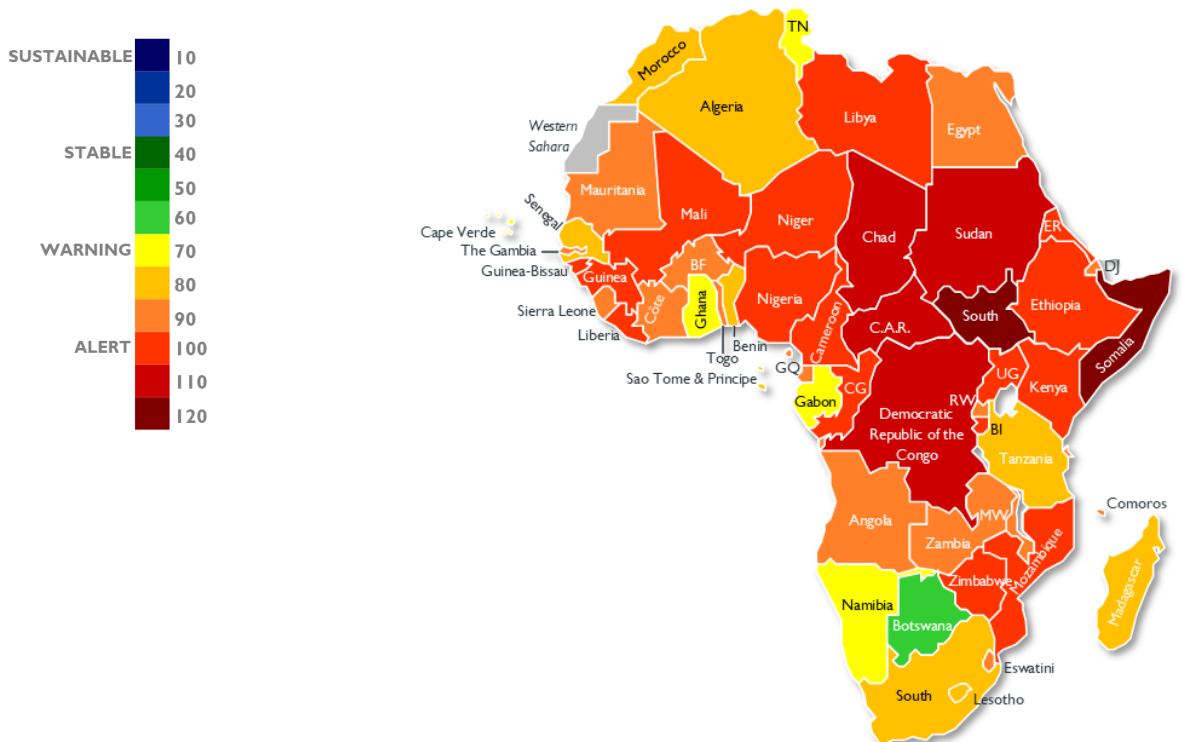 SUSTAINABLE
10
20
30
STABLE
40
50
60
WARNING
70
80
90
ALERT
100
110
120
TN
Morocco
Algeria
Libya
Egypt
Western
Sahara
Mauritania
Mali
Niger
Chad
Sudan
ER
Senegal
Cape Verde
The Gambia
Guinea-Bissau
Guinea
BF
DJ
Sierra Leone
Liberia
Côte
Ghana
Togo
Benin
Nigeria
Cameroon
C.A.R.
South
Ethiopia
Somalia
GQ
Sao Tome & Principe
Gabon
CG
Democratic
Republic of the
Congo
UG
Kenya
RW
BI
Tanzania
Comoros
Angola
Zambia
MW
Mozambique
Zimbabwe
Madagascar
Namibia
Botswana
Eswatini
South
Lesotho